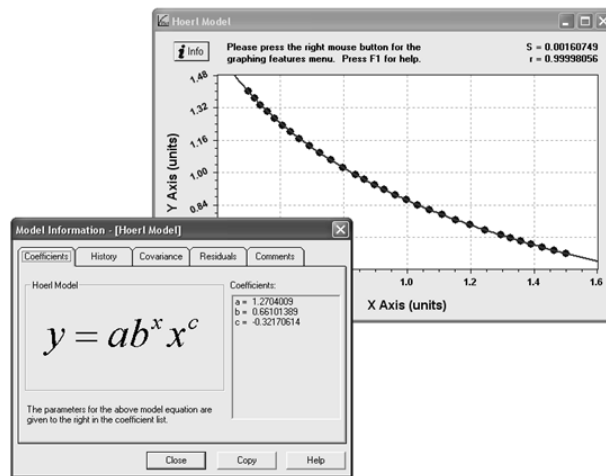 Hoerl Model
Info
Please press the right mouse button for the
graphing features menu. Press F1 for help.
S = 0.00160749
r = 0.99998056
Y Axis (units)
1.48
1.32
1.16
1.00
0.84
1.0
1.2
1.4
1.6
X Axis (units)
Model Information - [Hoerl Model]
Coefficients
History
Covariance
Residuals
Comments
Hoerl Model
y = ab^x x^c
Coefficients:
a = 1.2704009
b = 0.66101389
c = -0.32170614
The parameters for the above model equation are
given to the right in the coefficient list.
Close
Copy
Help